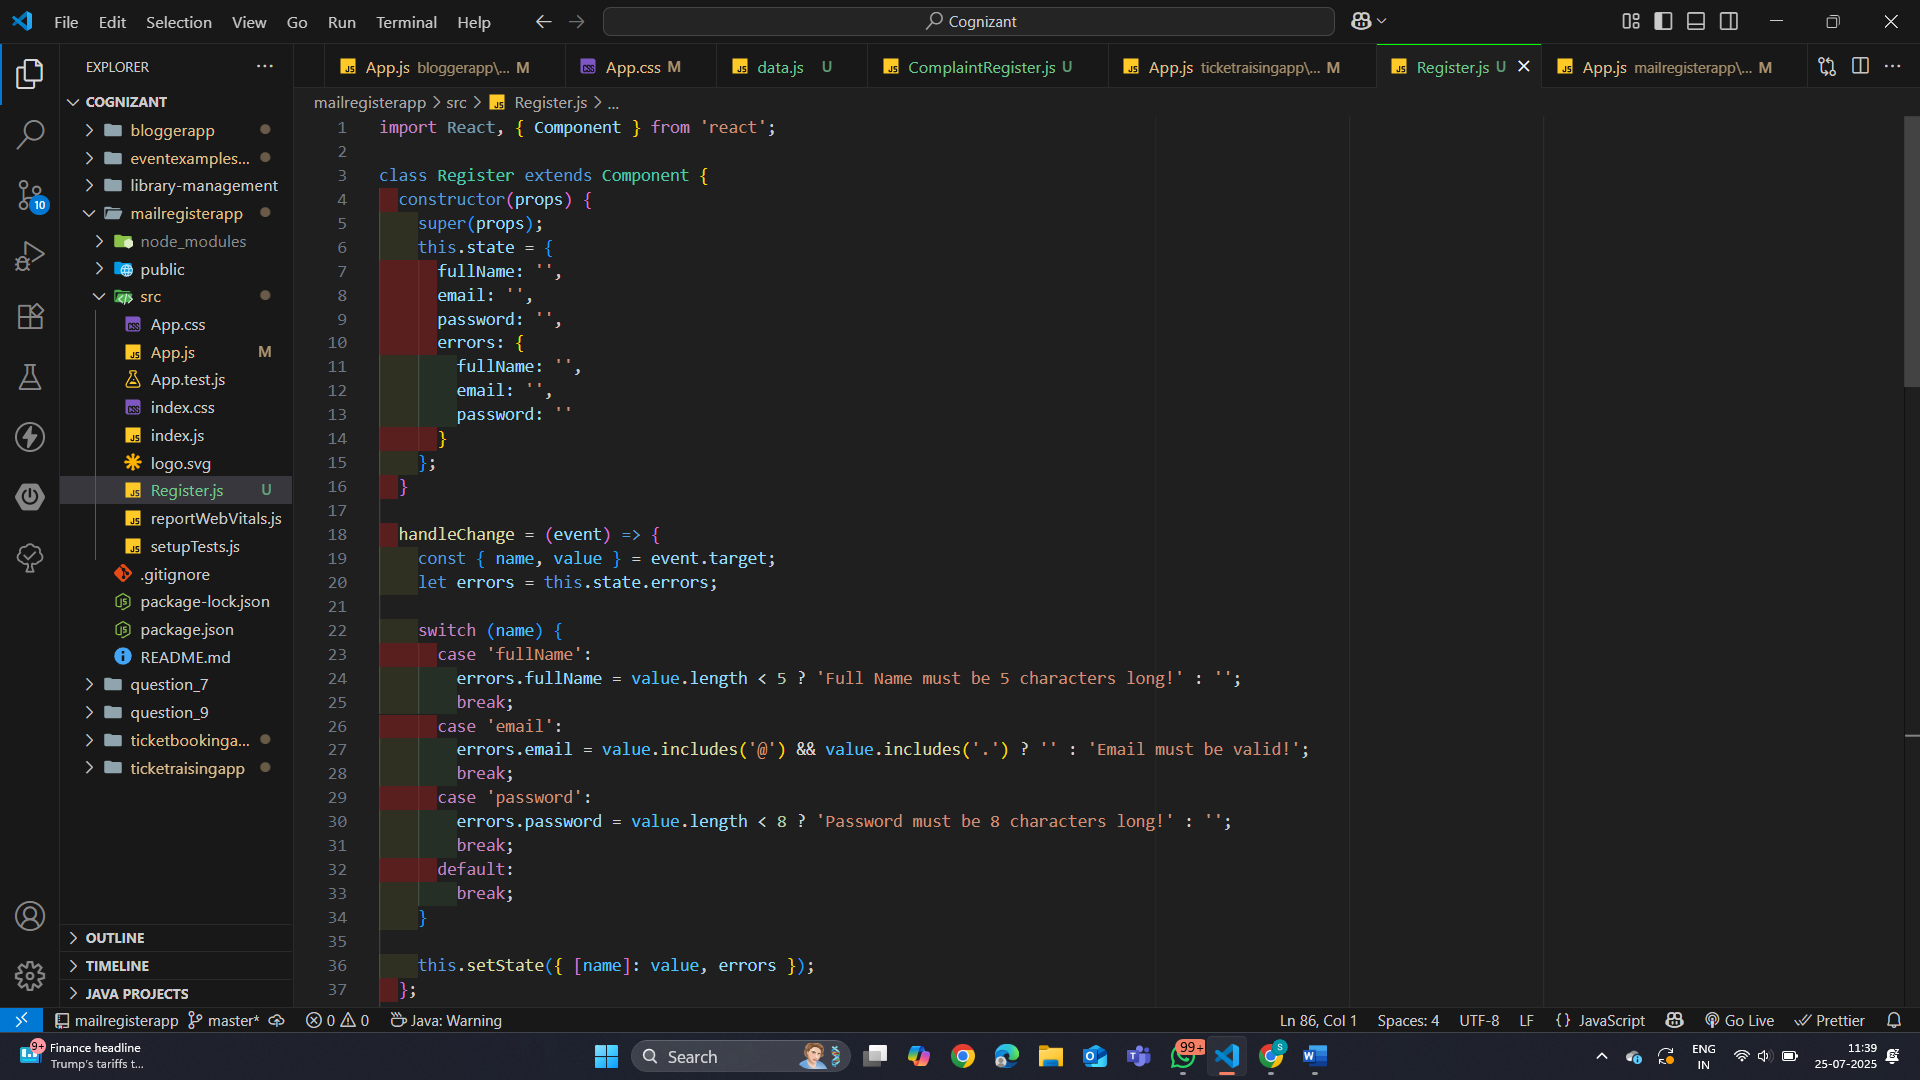 File Edit Selection View Go Run Terminal Help
Cognizant
EXPLORER
App.js bloggerapp\... M
App.css M
data.js U
ComplaintRegister.js U
App.js ticketraisingapp\... M
Register.js U
App.js mailregisterapp\... M
mailregisterapp > src > Register.js > ...
COGNIZANT
bloggerapp
eventexamples...
library-management
mailregisterapp
node_modules
public
src
App.css
App.js M
App.test.js
index.css
index.js
logo.svg
Register.js U
reportWebVitals.js
setupTests.js
.gitignore
package-lock.json
package.json
README.md
question_7
question_9
ticketbookinga...
ticketraisingapp
OUTLINE
TIMELINE
JAVA PROJECTS
10
1 import React, { Component } from 'react';
2
3 class Register extends Component {
4 constructor(props) {
5 super(props);
6 this.state = {
7 fullName: '',
8 email: '',
9 password: '',
10 errors: {
11 fullName: '',
12 email: '',
13 password: ''
14 }
15 };
16 }
17
18 handleChange = (event) => {
19 const { name, value } = event.target;
20 let errors = this.state.errors;
21
22 switch (name) {
23 case 'fullName':
24 errors.fullName = value.length < 5 ? 'Full Name must be 5 characters long!' : '';
25 break;
26 case 'email':
27 errors.email = value.includes('@') && value.includes('.') ? '' : 'Email must be valid!';
28 break;
29 case 'password':
30 errors.password = value.length < 8 ? 'Password must be 8 characters long!' : '';
31 break;
32 default:
33 break;
34 }
35
36 this.setState({ [name]: value, errors });
37 };
mailregisterapp master* 0 0 Java: Warning
Ln 86, Col 1 Spaces: 4 UTF-8 LF {} JavaScript Go Live Prettier
9+
Finance headline
Trump's tariffs t...
Search
99+
S
ENG
IN
11:39
25-07-2025